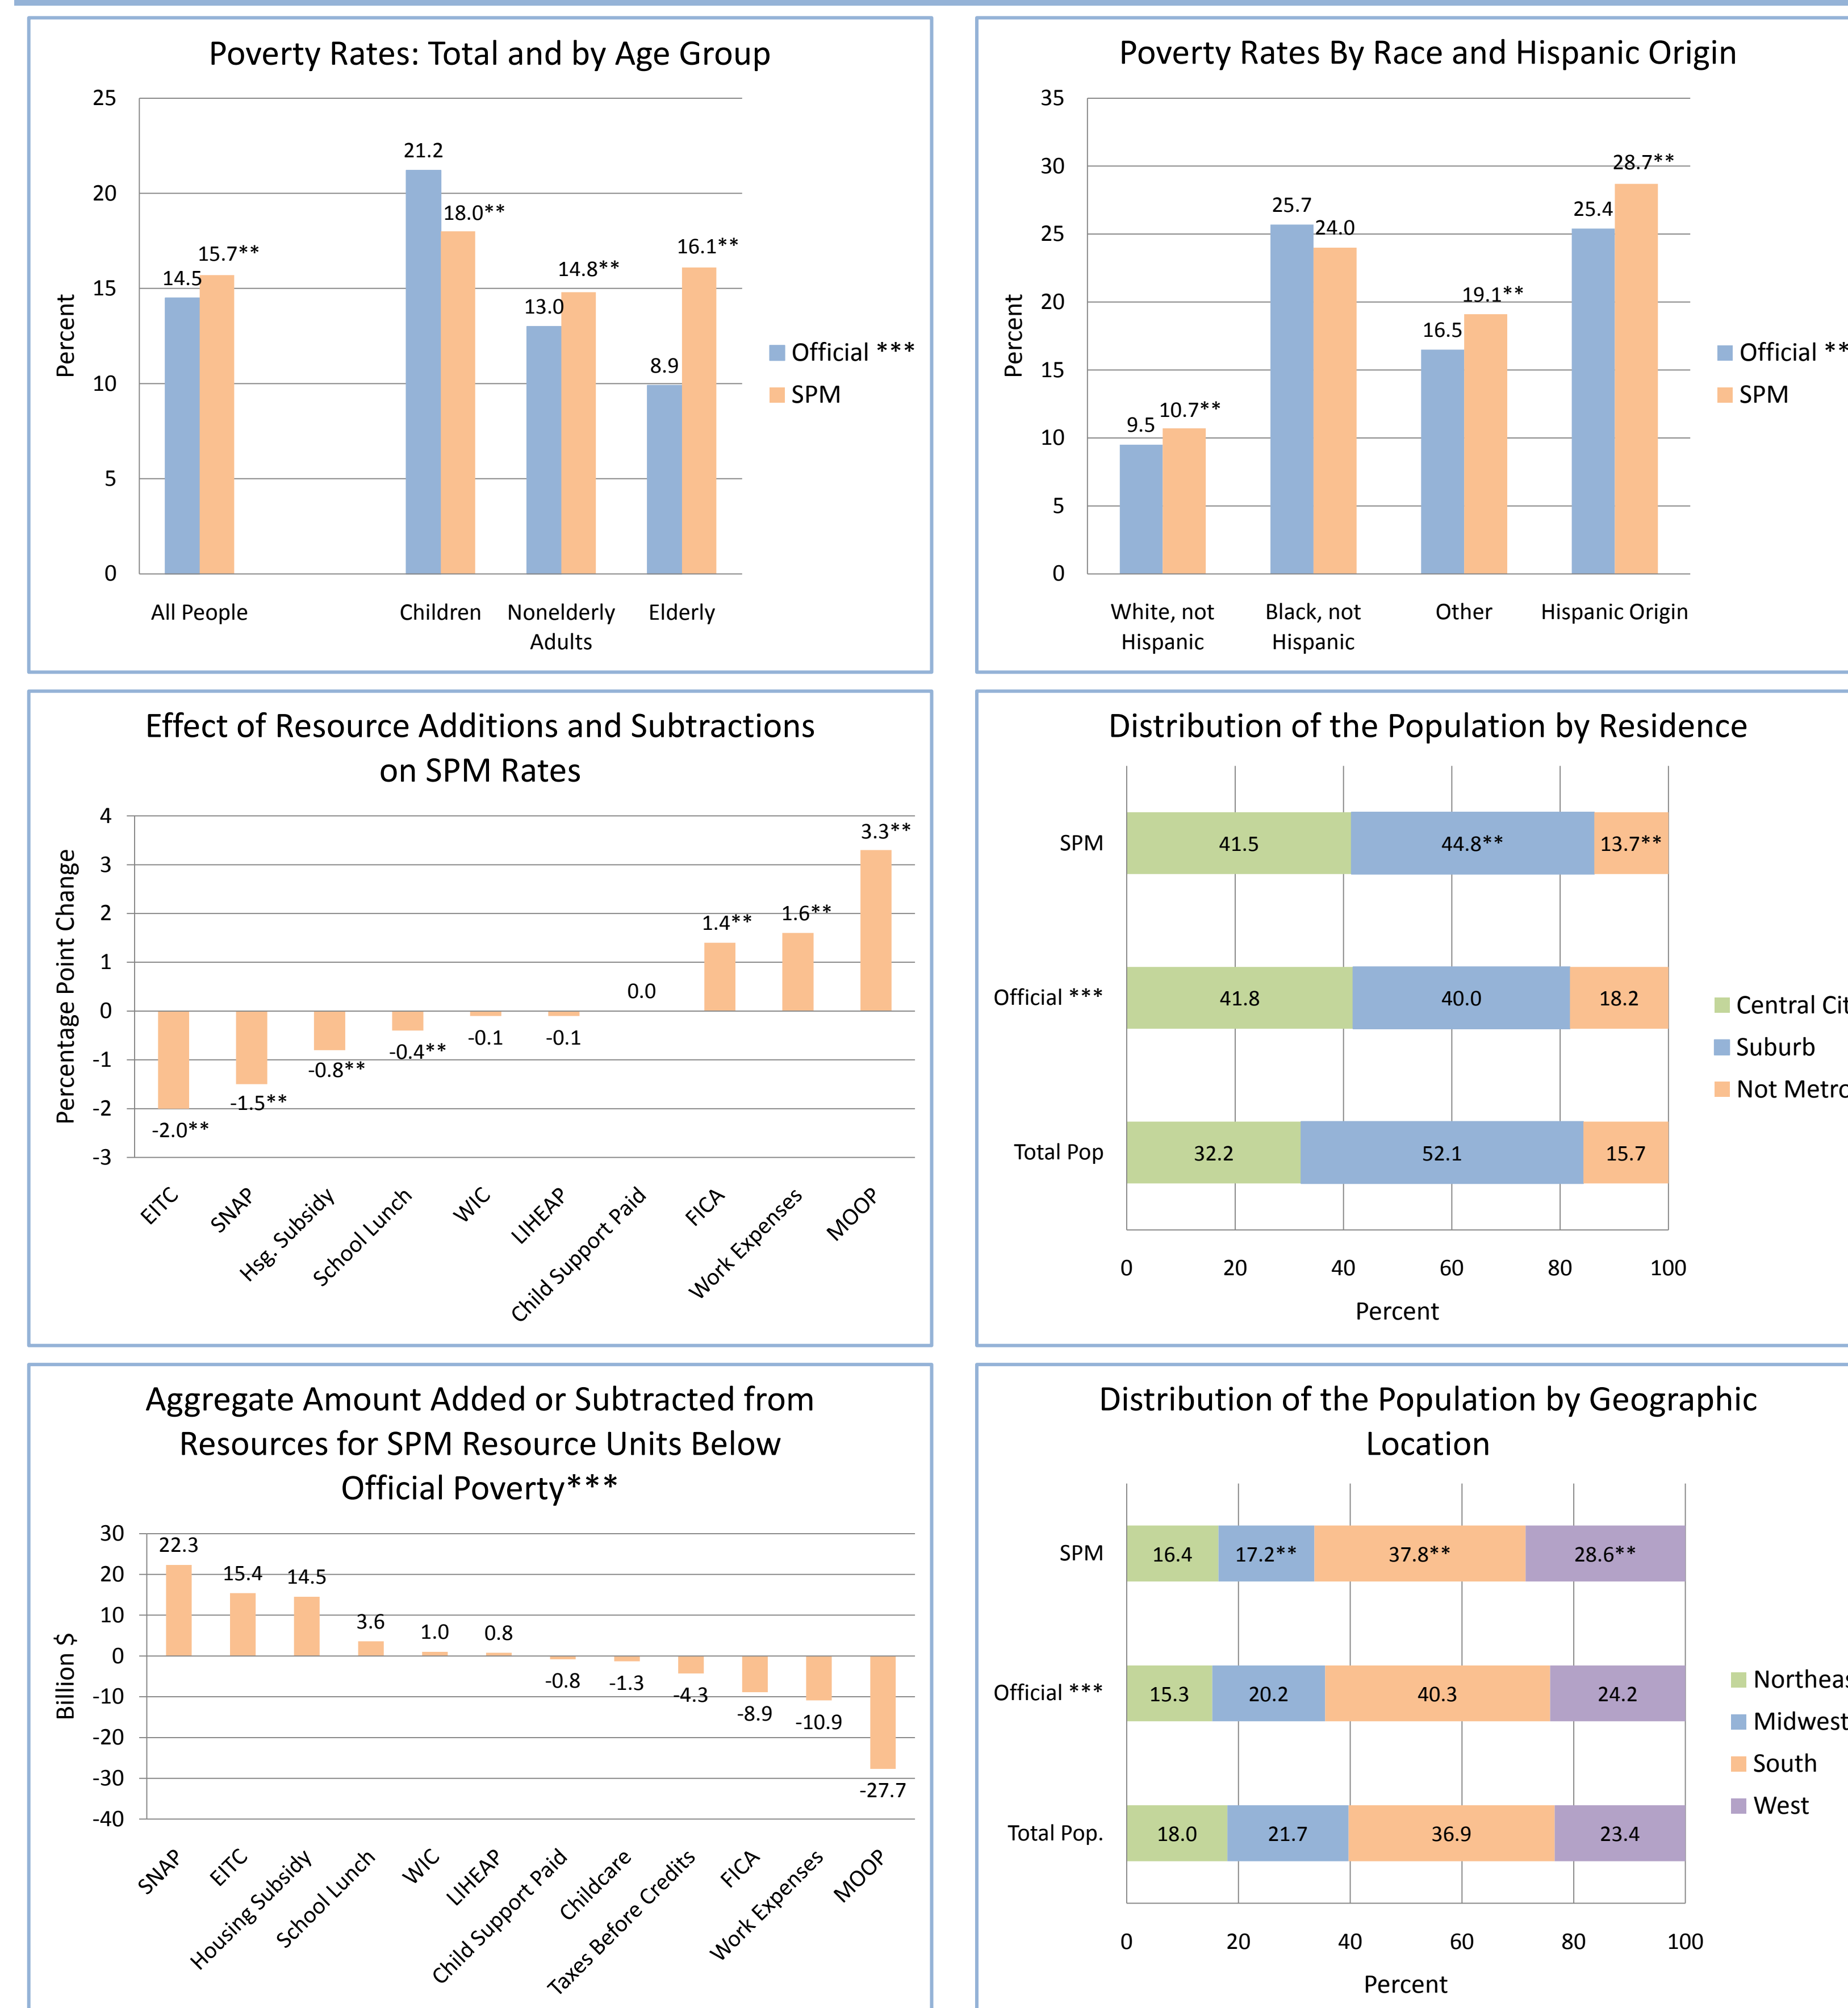 Poverty Rates: Total and by Age Group
25
20
15
10
5
0
Percent
14.5
15.7**
21.2
18.0**
13.0
14.8**
8.9
16.1**
All People
Children
Nonelderly
Adults
Elderly
Official ***
SPM
Poverty Rates By Race and Hispanic Origin
35
30
25
20
15
10
5
0
Percent
9.5
10.7**
25.7
24.0
16.5
19.1**
25.4
28.7**
White, not
Hispanic
Black, not
Hispanic
Other
Hispanic Origin
Official **
SPM
Effect of Resource Additions and Subtractions
on SPM Rates
4
3
2
1
0
-1
-2
-3
Percentage Point Change
-2.0**
-1.5**
-0.8**
-0.4**
-0.1
-0.1
0.0
1.4**
1.6**
3.3**
EITC
SNAP
Hsg. Subsidy
School Lunch
WIC
LIHEAP
Child Support Paid
FICA
Work Expenses
MOOP
Distribution of the Population by Residence
SPM
41.5
44.8**
13.7**
Official ***
41.8
40.0
18.2
Total Pop
32.2
52.1
15.7
0
20
40
60
80
100
Percent
Central Cit
Suburb
Not Metro
Aggregate Amount Added or Subtracted from
Resources for SPM Resource Units Below
Official Poverty***
30
20
10
0
-10
-20
-30
-40
Billion $
22.3
15.4
14.5
3.6
1.0
0.8
-0.8
-1.3
-4.3
-8.9
-10.9
-27.7
SNAP
EITC
Housing Subsidy
School Lunch
WIC
LIHEAP
Child Support Paid
Childcare
Taxes Before Credits
FICA
Work Expenses
MOOP
Distribution of the Population by Geographic
Location
SPM
16.4
17.2**
37.8**
28.6**
Official ***
15.3
20.2
40.3
24.2
Total Pop.
18.0
21.7
36.9
23.4
0
20
40
60
80
100
Percent
Northeas
Midwest
South
West